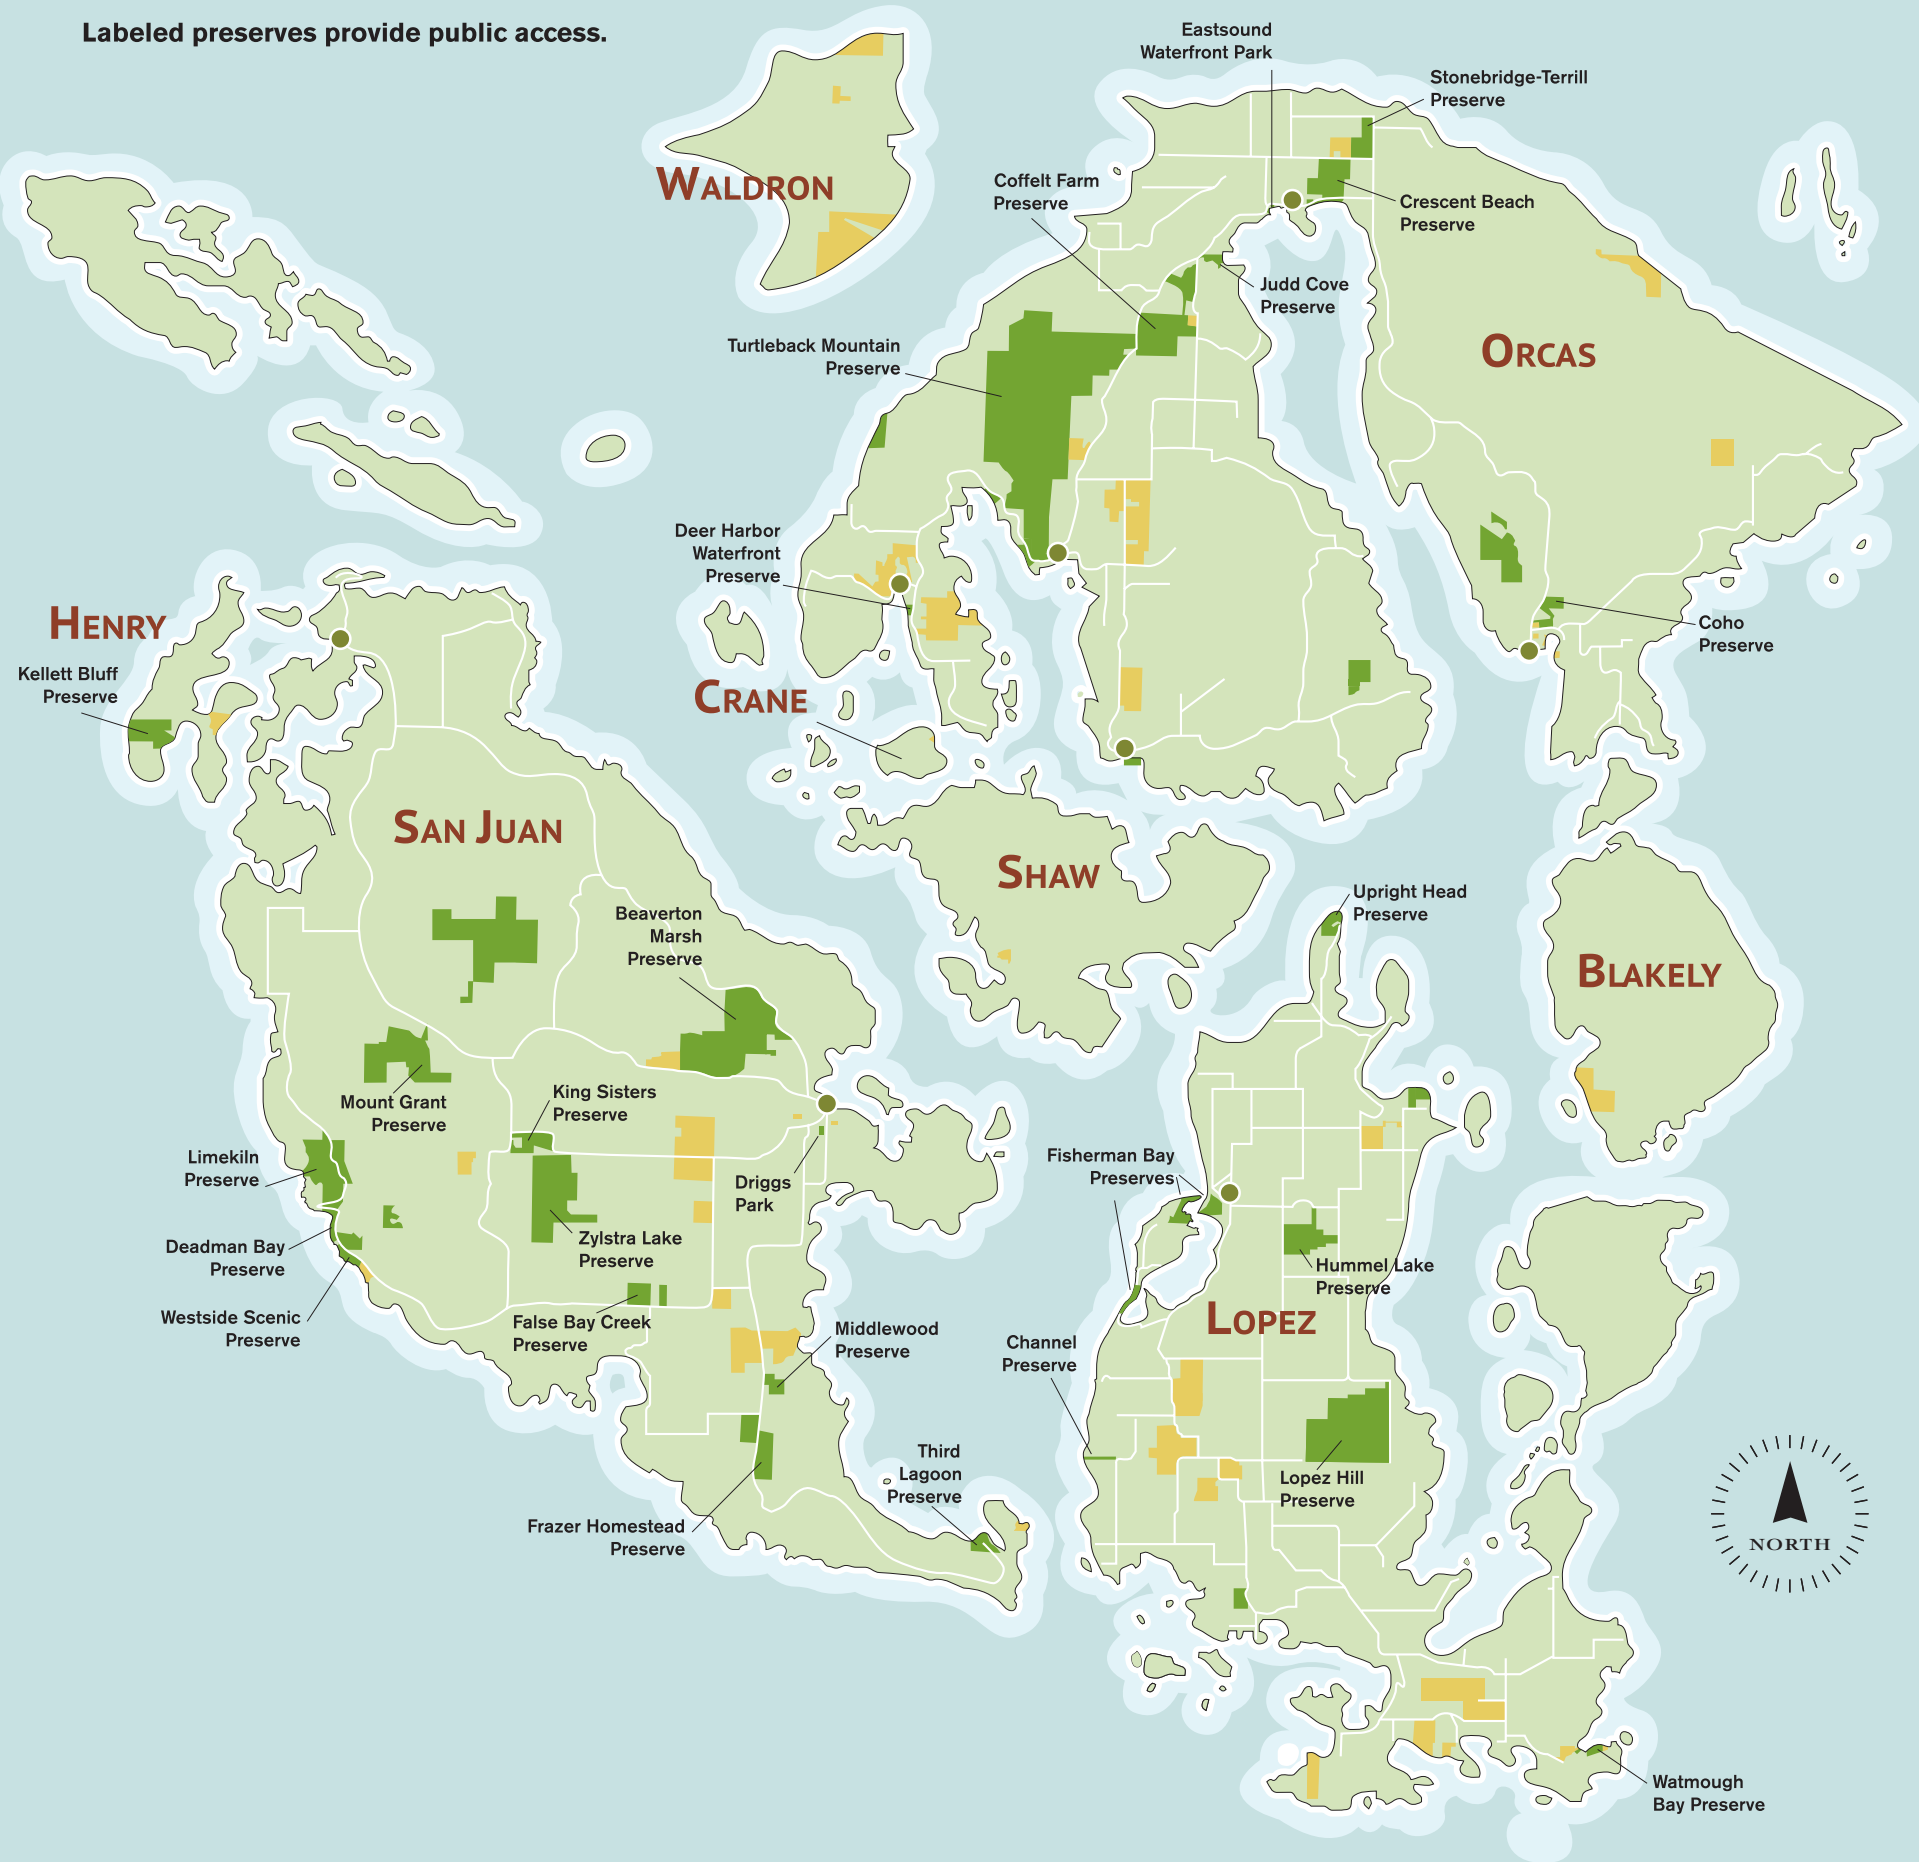 Labeled preserves provide public access.
Eastsound
Waterfront Park
Stonebridge-Terrill
Preserve
WALDRON
Coffelt Farm
Preserve
Crescent Beach
Preserve
Judd Cove
Preserve
Turtleback Mountain
Preserve
ORCAS
Deer Harbor
Waterfront
Preserve
HENRY
Kellett Bluff
Preserve
Coho
Preserve
CRANE
SAN JUAN
SHAW
Upright Head
Preserve
Beaverton
Marsh
Preserve
BLAKELY
Mount Grant
Preserve
King Sisters
Preserve
Limekiln
Preserve
Driggs
Park
Fisherman Bay
Preserves
Deadman Bay
Preserve
Zylstra Lake
Preserve
Hummel Lake
Preserve
Westside Scenic
Preserve
False Bay Creek
Preserve
Middlewood
Preserve
LOPEZ
Channel
Preserve
Third
Lagoon
Preserve
Lopez Hill
Preserve
Frazer Homestead
Preserve
NORTH
Watmough
Bay Preserve